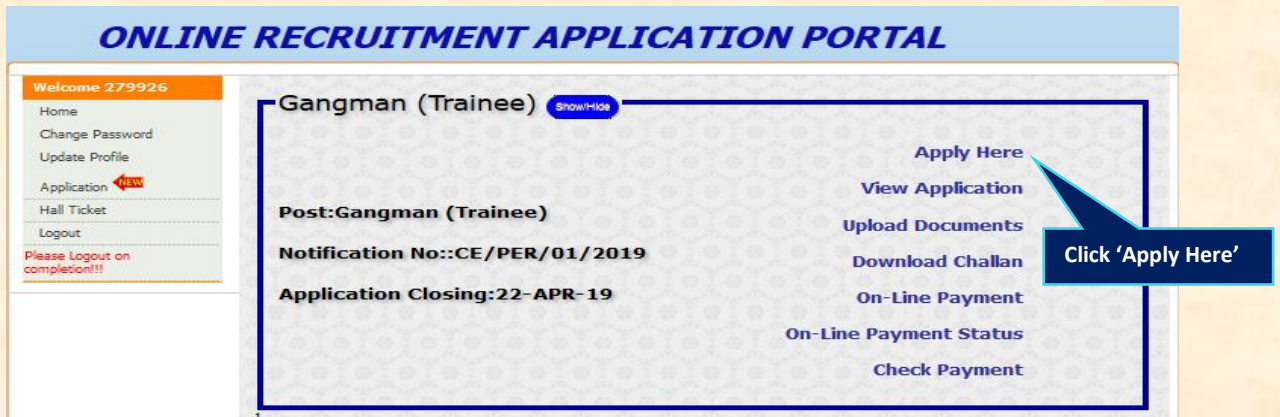 ONLINE RECRUITMENT APPLICATION PORTAL
Welcome 279926
Home
Change Password
Update Profile
Application NEW
Hall Ticket
Logout
Please Logout on
completion!!!
Gangman (Trainee) Show/Hide
Apply Here
View Application
Post:Gangman (Trainee)
Upload Documents
Notification No::CE/PER/01/2019
Download Challan
Application Closing:22-APR-19
On-Line Payment
On-Line Payment Status
Check Payment
Click ‘Apply Here’